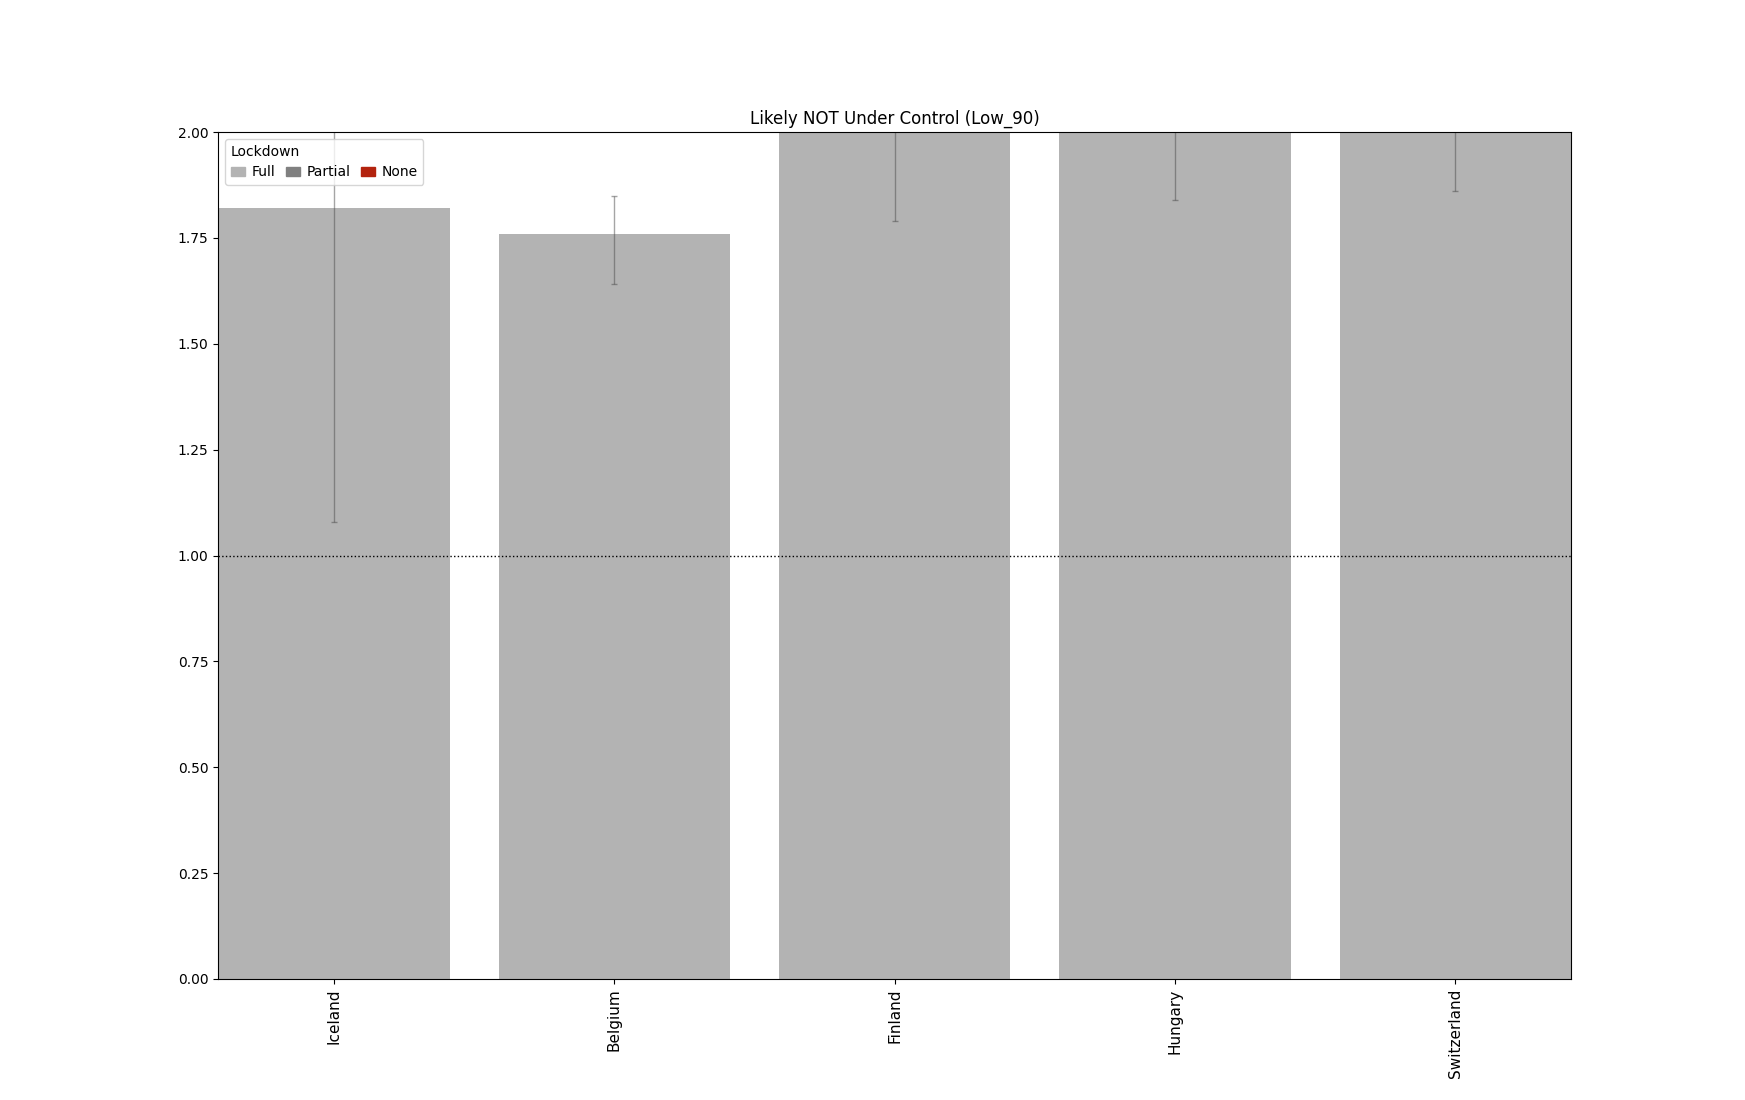 Likely NOT Under Control (Low_90)
2.00
Lockdown
Full Partial None
1.75
1.50
1.25
1.00
0.75
0.50
0.25
0.00
Iceland
Belgium
Finland
Hungary
Switzerland